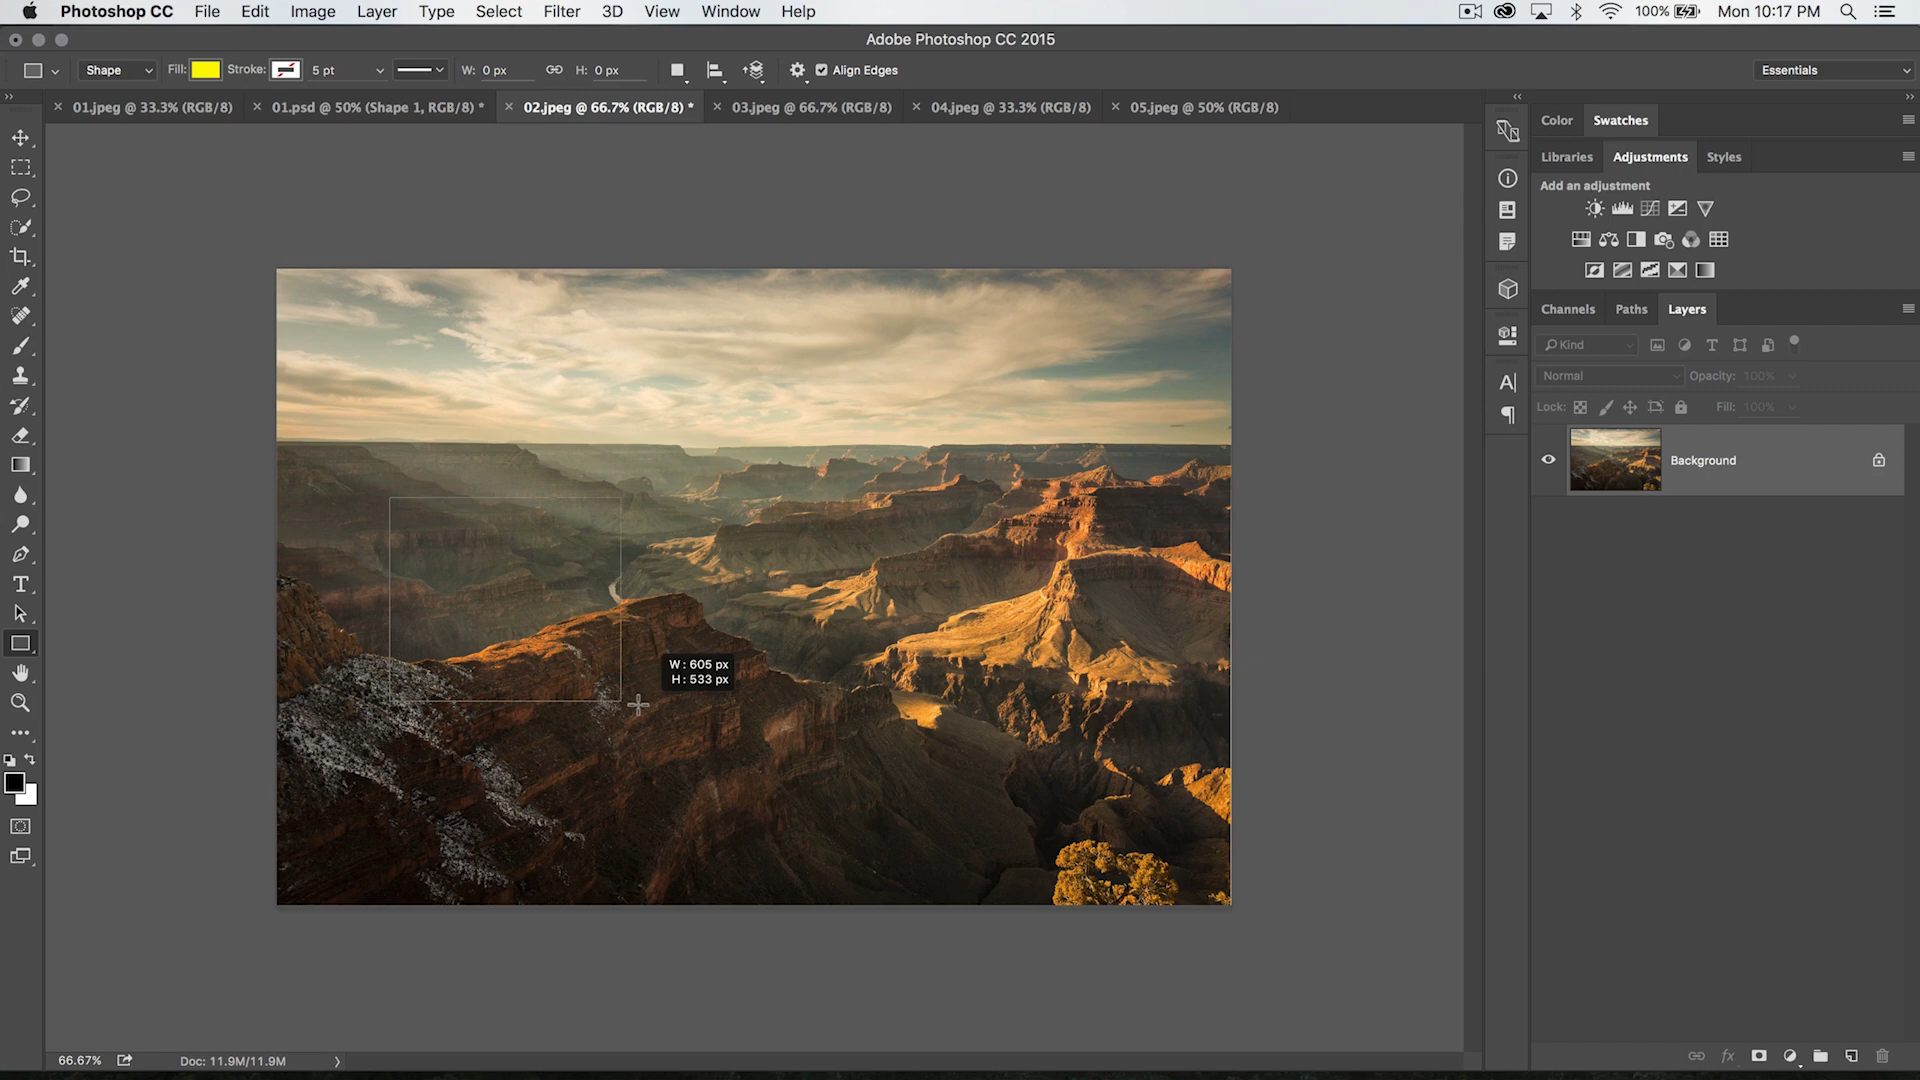 Photoshop CC File Edit Image Layer Type Select Filter 3D View Window Help 100% Mon 10:17 PM
Adobe Photoshop CC 2015
Shape Fill: Stroke: 5 pt W: 0 px H: 0 px Align Edges Essentials
01.jpeg @ 33.3% (RGB/8) 01.psd @ 50% (Shape 1, RGB/8) * 02.jpeg @ 66.7% (RGB/8) * 03.jpeg @ 66.7% (RGB/8) 04.jpeg @ 33.3% (RGB/8) 05.jpeg @ 50% (RGB/8)
Color Swatches
Libraries Adjustments Styles
Add an adjustment
Channels Paths Layers
Kind
Normal Opacity: 100%
Lock: Fill: 100%
Background
W : 605 px
H : 533 px
66.67% Doc: 11.9M/11.9M
fx